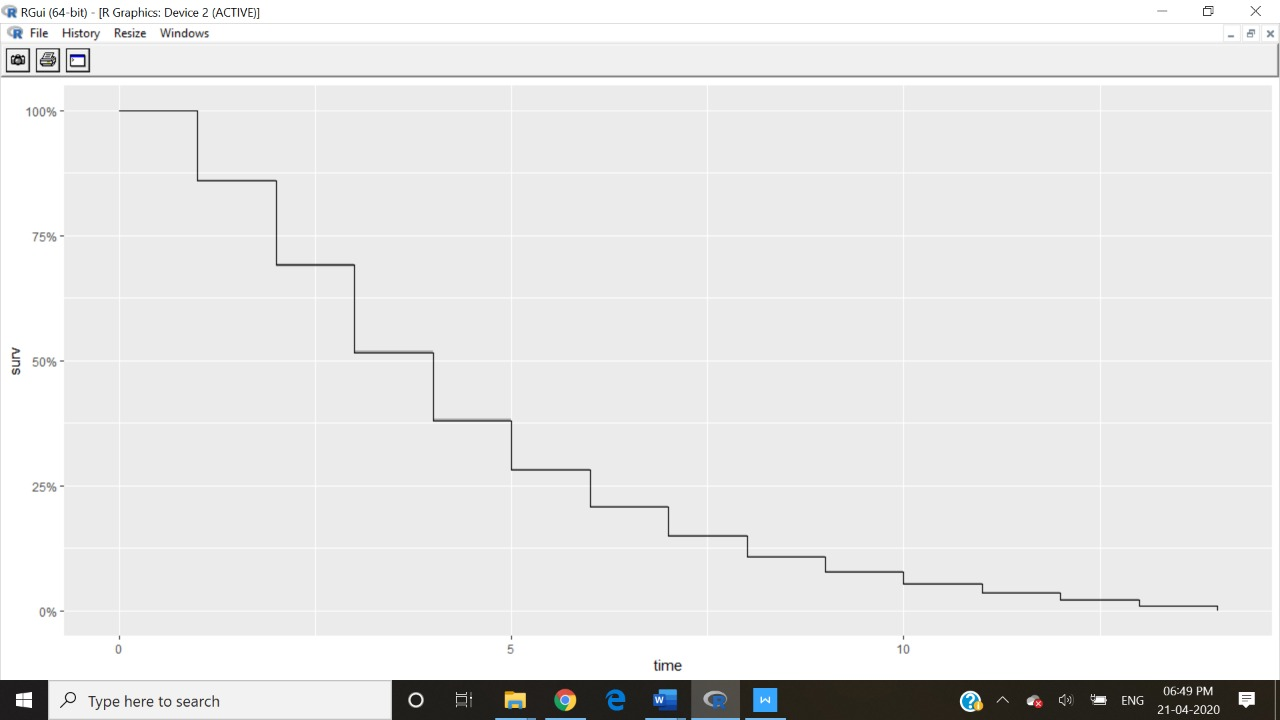 RGui (64-bit) - [R Graphics: Device 2 (ACTIVE)]
File History Resize Windows
100%
75%
50%
25%
0%
surv
0 5 10
time
Type here to search
ENG
06:49 PM
21-04-2020